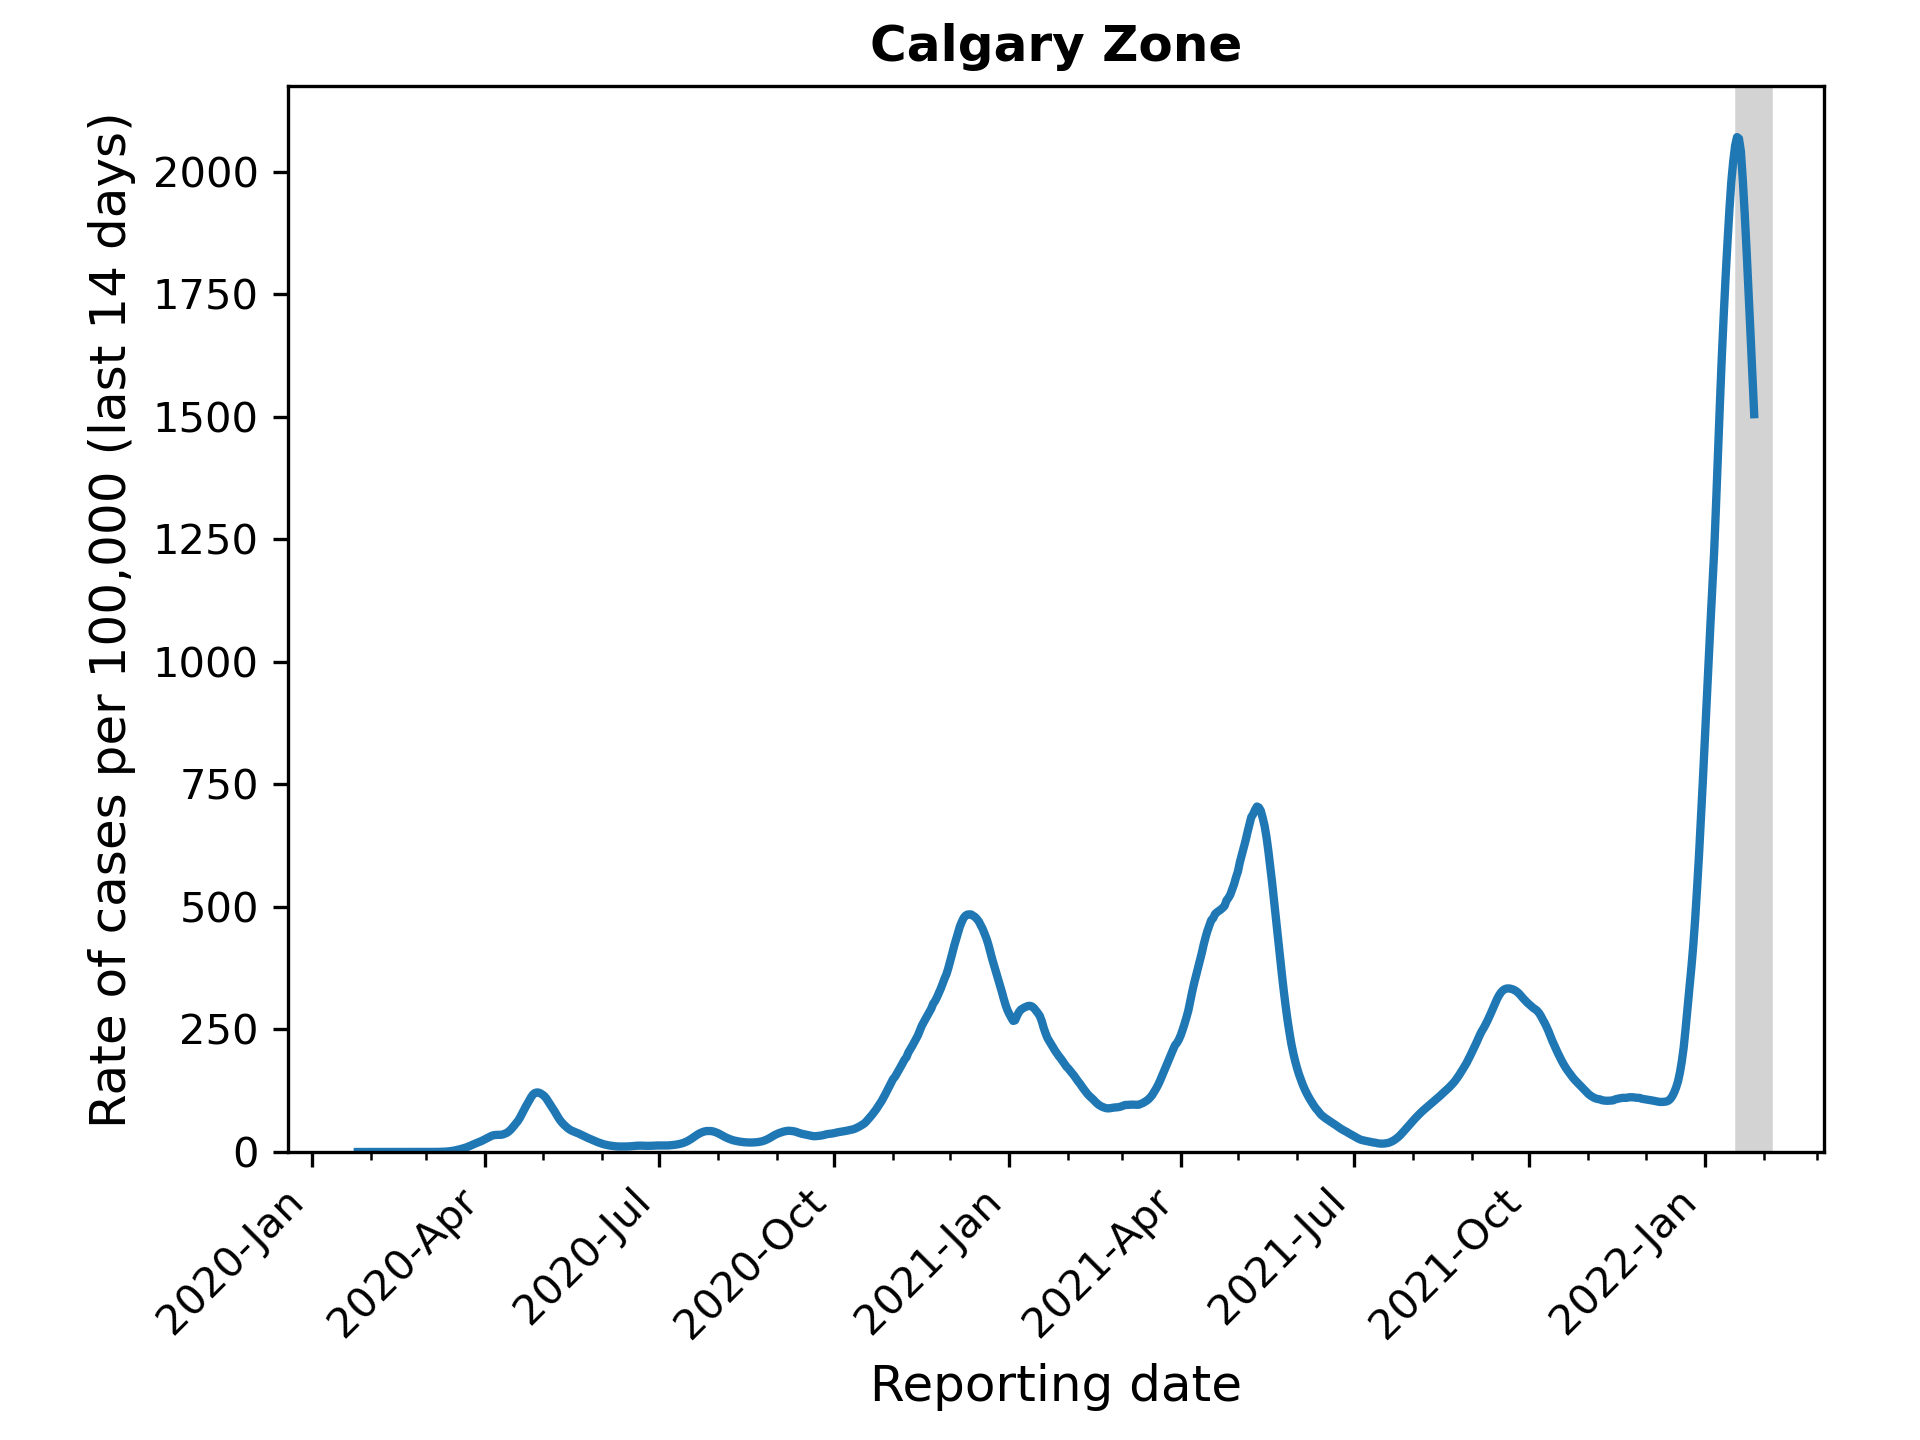 Calgary Zone
Rate of cases per 100,000 (last 14 days)
2000
1750
1500
1250
1000
750
500
250
0
2020-Jan
2020-Apr
2020-Jul
2020-Oct
2021-Jan
2021-Apr
2021-Jul
2021-Oct
2022-Jan
Reporting date